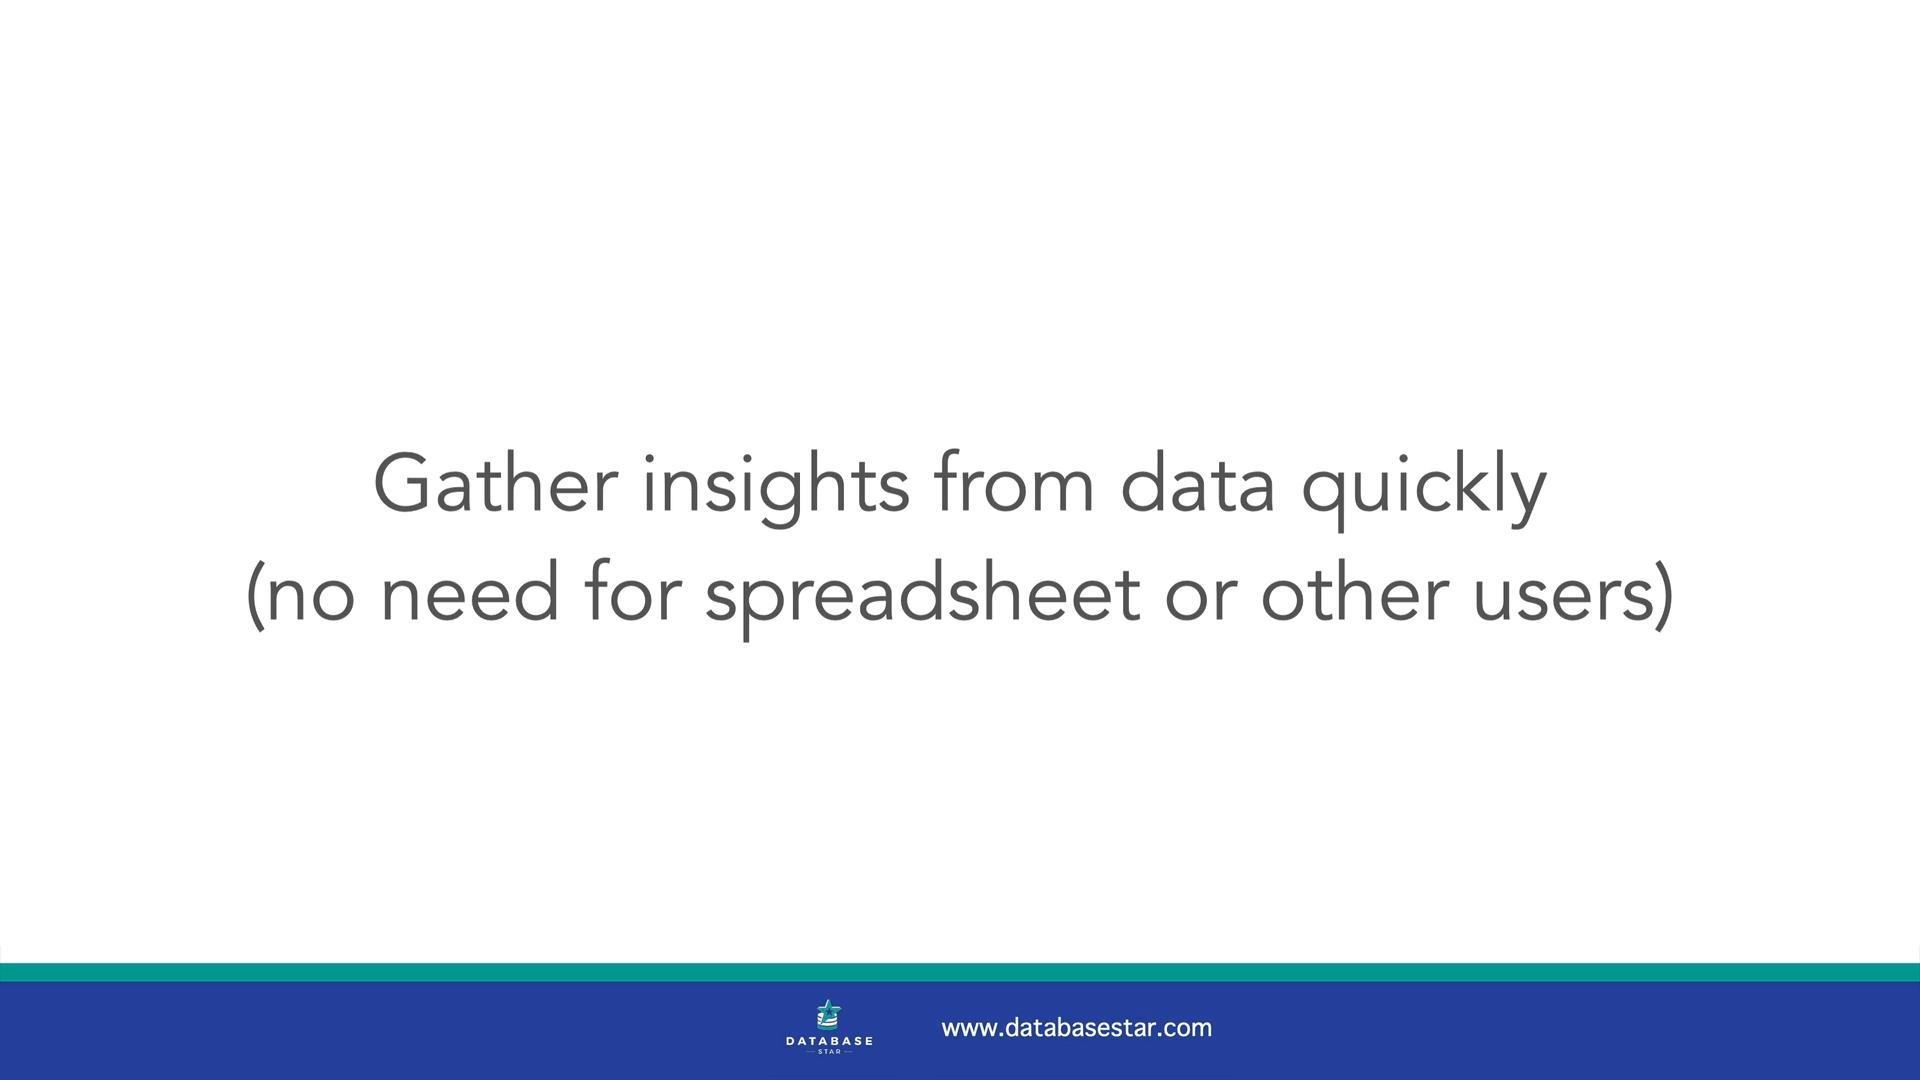 Gather insights from data quickly
(no need for spreadsheet or other users)
DATABASE
STAR
www.databasestar.com